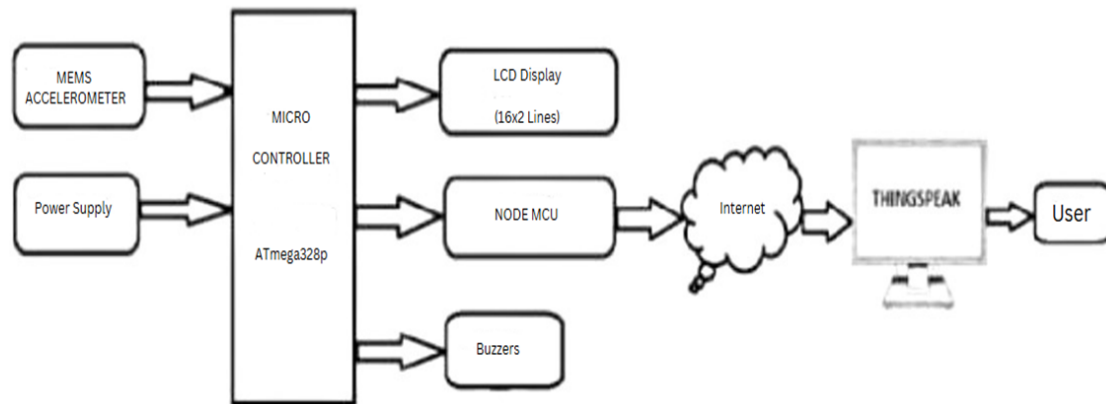 MEMS
ACCELEROMETER
Power Supply
MICRO
CONTROLLER
ATmega328p
LCD Display
(16x2 Lines)
NODE MCU
Buzzers
Internet
THINGSPEAK
User